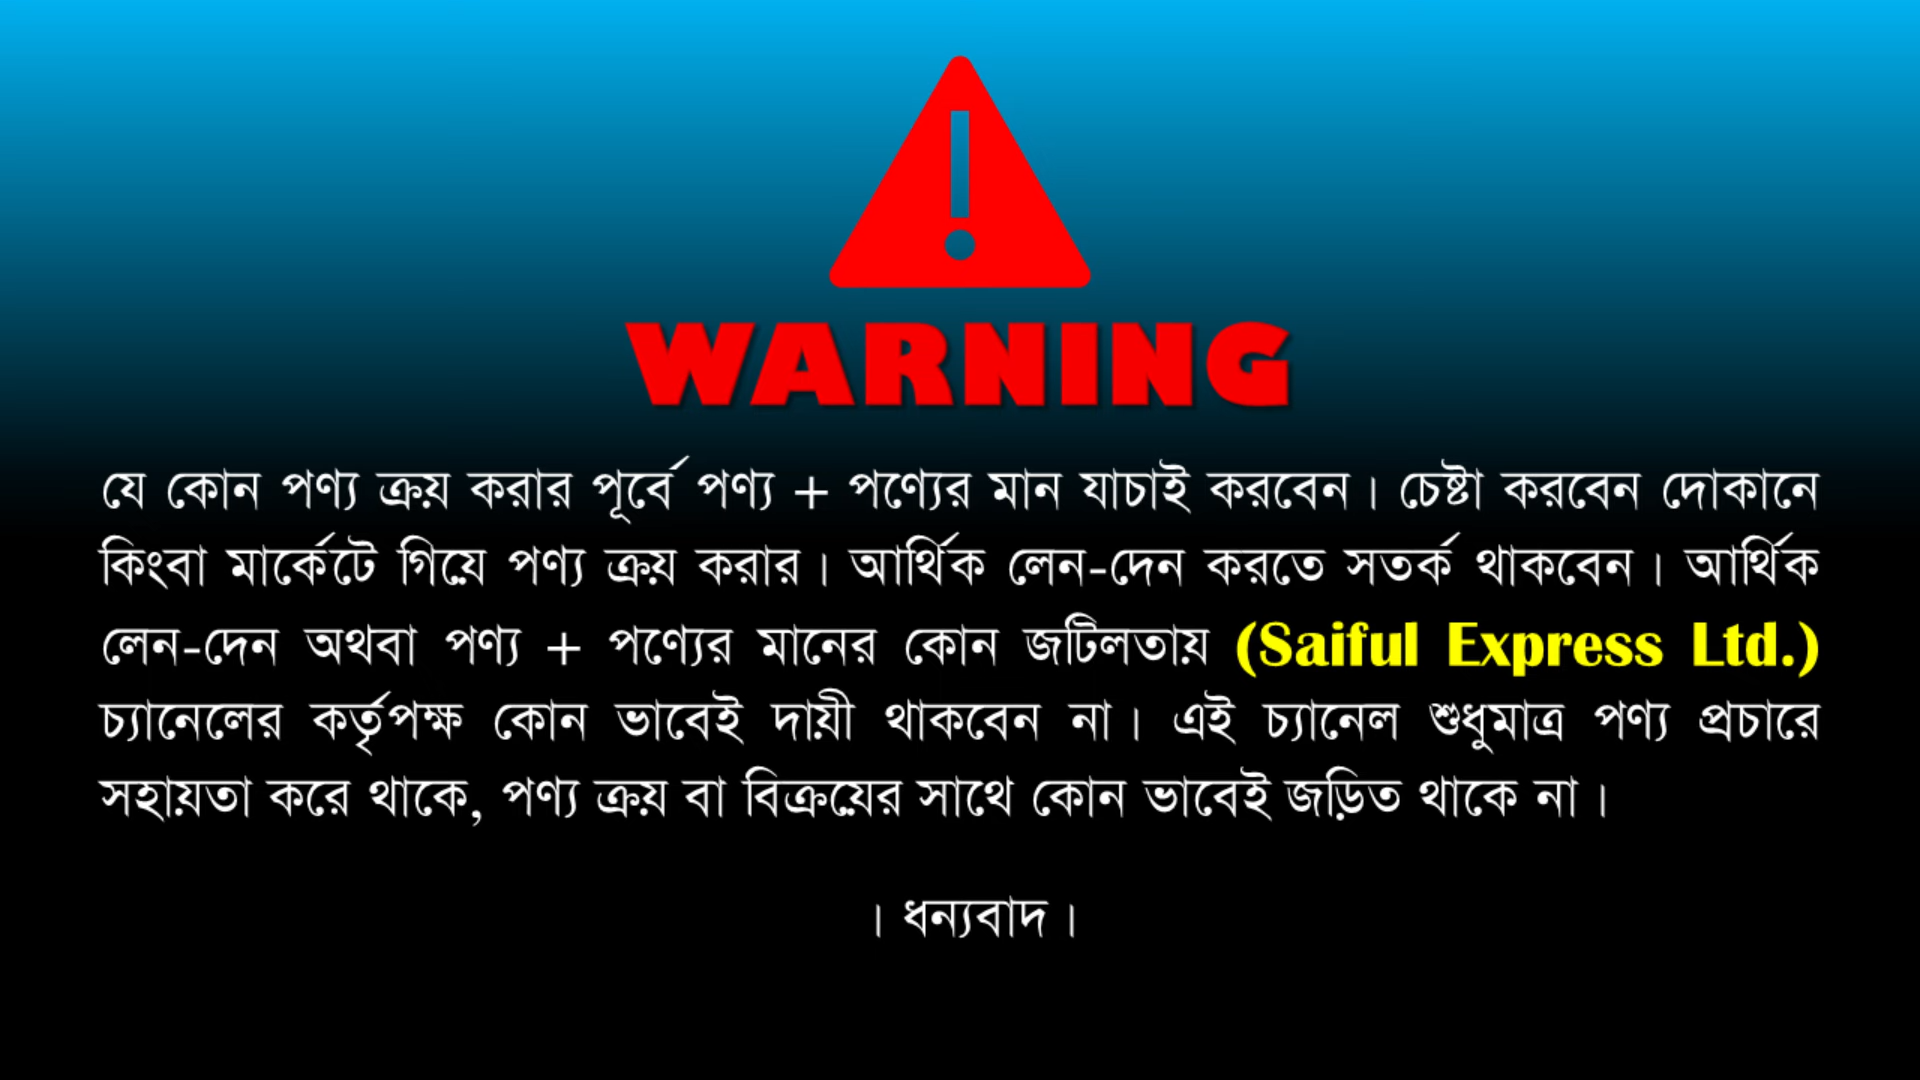 WARNING
যে কোন পণ্য ক্রয় করার পূর্বে পণ্য + পণ্যের মান যাচাই করবেন। চেষ্টা করবেন দোকানে
কিংবা মার্কেটে গিয়ে পণ্য ক্রয় করার। আর্থিক লেন-দেন করতে সতর্ক থাকবেন। আর্থিক
লেন-দেন অথবা পণ্য + পণ্যের মানের কোন জটিলতায় (Saiful Express Ltd.)
চ্যানেলের কর্তৃপক্ষ কোন ভাবেই দায়ী থাকবেন না। এই চ্যানেল শুধুমাত্র পণ্য প্রচারে
সহায়তা করে থাকে, পণ্য ক্রয় বা বিক্রয়ের সাথে কোন ভাবেই জড়িত থাকে না।
। ধন্যবাদ ।